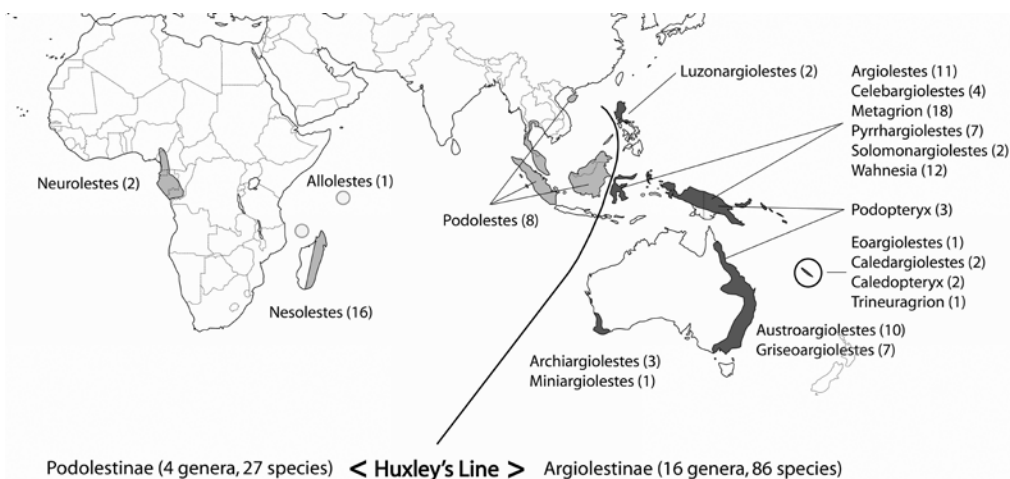 Luzonargiolestes (2)
Argiolestes (11)
Celebargiolestes (4)
Metagrion (18)
Pyrrhargiolestes (7)
Solomonargiolestes (2)
Wahnesia (12)
Neurolestes (2)
Allolestes (1)
Podolestes (8)
Podopteryx (3)
Eoargiolestes (1)
Caledargiolestes (2)
Caledopteryx (2)
Trineuragrion (1)
Nesolestes (16)
Austroargiolestes (10)
Griseoargiolestes (7)
Archiargiolestes (3)
Miniargiolestes (1)
Podolestinae (4 genera, 27 species) < Huxley's Line > Argiolestinae (16 genera, 86 species)